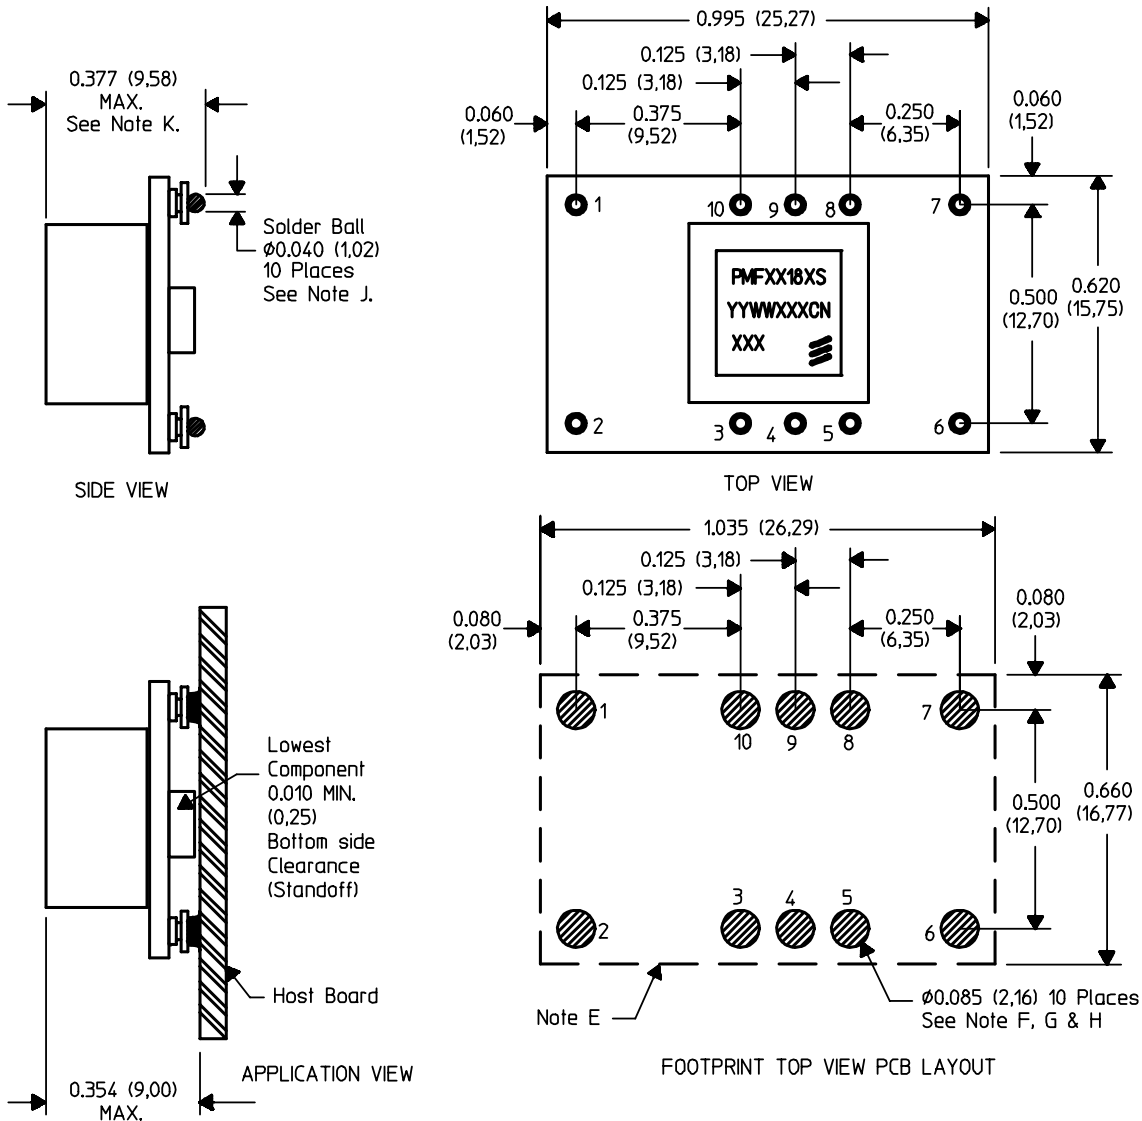 0.377 (9,58)
MAX.
See Note K.
Solder Ball
Ø0.040 (1,02)
10 Places
See Note J.
SIDE VIEW
0.995 (25,27)
0.125 (3,18)
0.125 (3,18)
0.060
(1,52)
0.375
(9,52)
0.250
(6,35)
0.060
(1,52)
1
10
9
8
7
PMFXX18XS
YYWWXXXCN
XXX
0.500
(12,70)
0.620
(15,75)
2
3
4
5
6
TOP VIEW
Lowest
Component
0.010 MIN.
(0,25)
Bottom side
Clearance
(Standoff)
Host Board
APPLICATION VIEW
0.354 (9,00)
MAX.
1.035 (26,29)
0.125 (3,18)
0.125 (3,18)
0.080
(2,03)
0.375
(9,52)
0.250
(6,35)
0.080
(2,03)
1
10
9
8
7
0.500
(12,70)
0.660
(16,77)
2
3
4
5
6
Note E
Ø0.085 (2,16) 10 Places
See Note F, G & H
FOOTPRINT TOP VIEW PCB LAYOUT